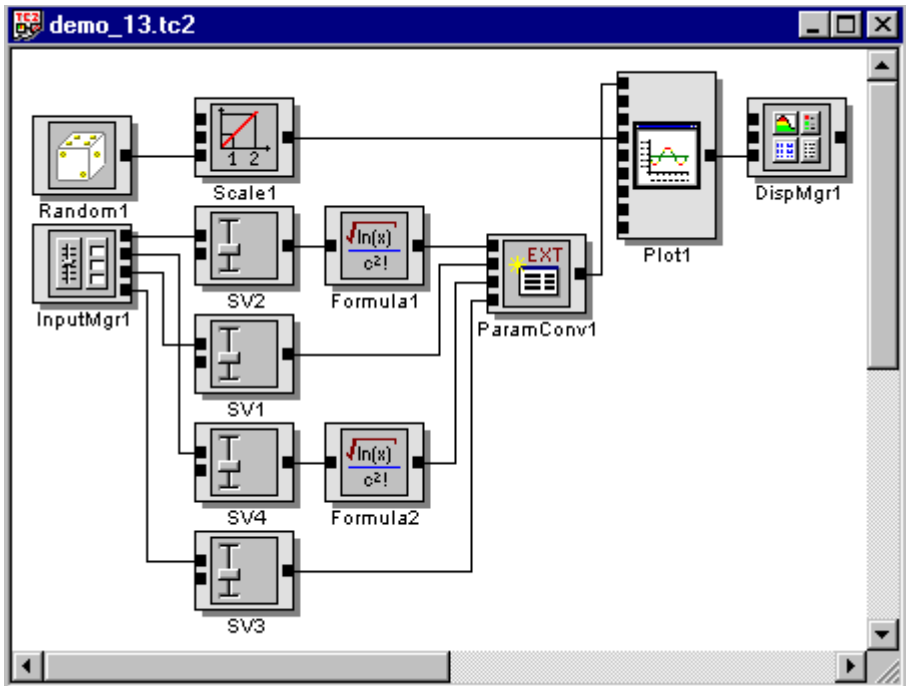 TC2 demo_13.tc2
1 2
Random1
Scale1
DispMgr1
Plot1
√ln(x)
c²!
EXT
InputMgr1
SV2
Formula1
ParamConv1
SV1
√ln(x)
c²!
SV4
Formula2
SV3